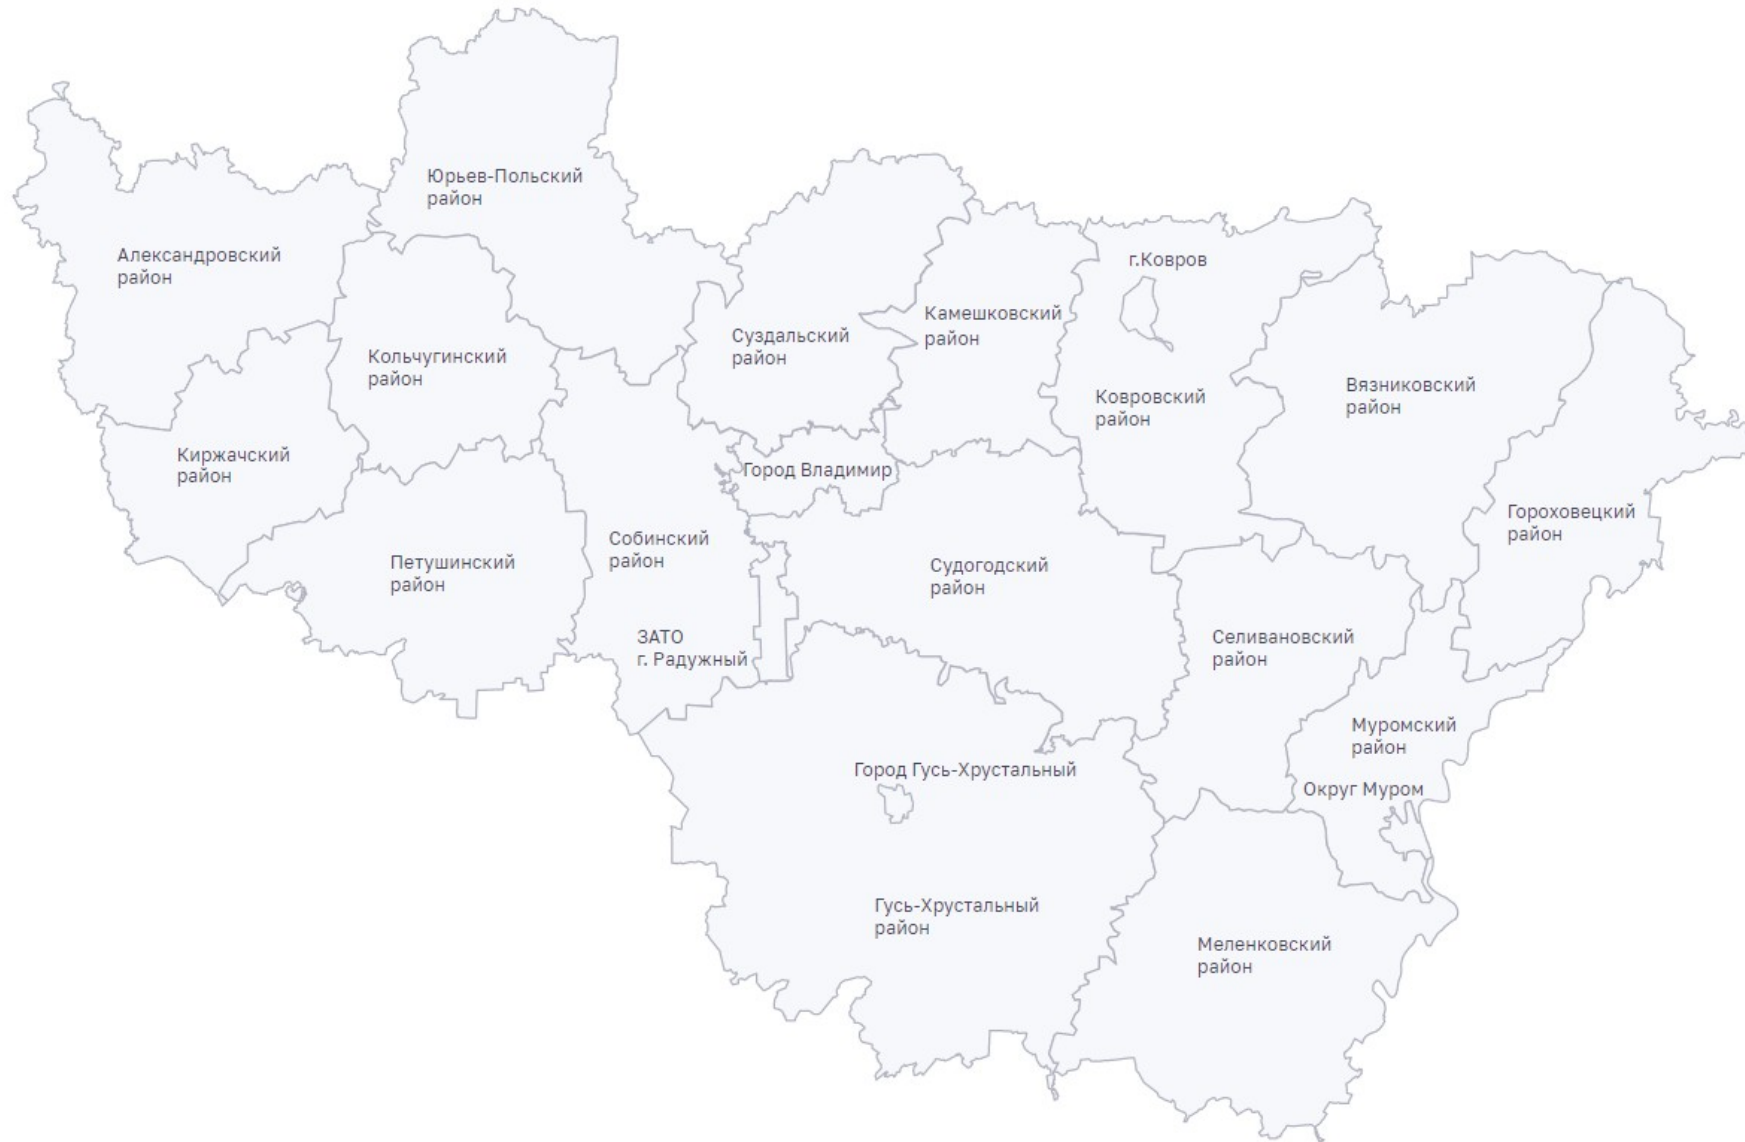 Юрьев-Польский
район
Александровский
район
г.Ковров
Камешковский
район
Суздальский
район
Кольчугинский
район
Вязниковский
район
Ковровский
район
Киржачский
район
Город Владимир
Гороховецкий
район
Собинский
район
Петушинский
район
Судогодский
район
ЗАТО
г. Радужный
Селивановский
район
Муромский
район
Город Гусь-Хрустальный
Округ Муром
Гусь-Хрустальный
район
Меленковский
район